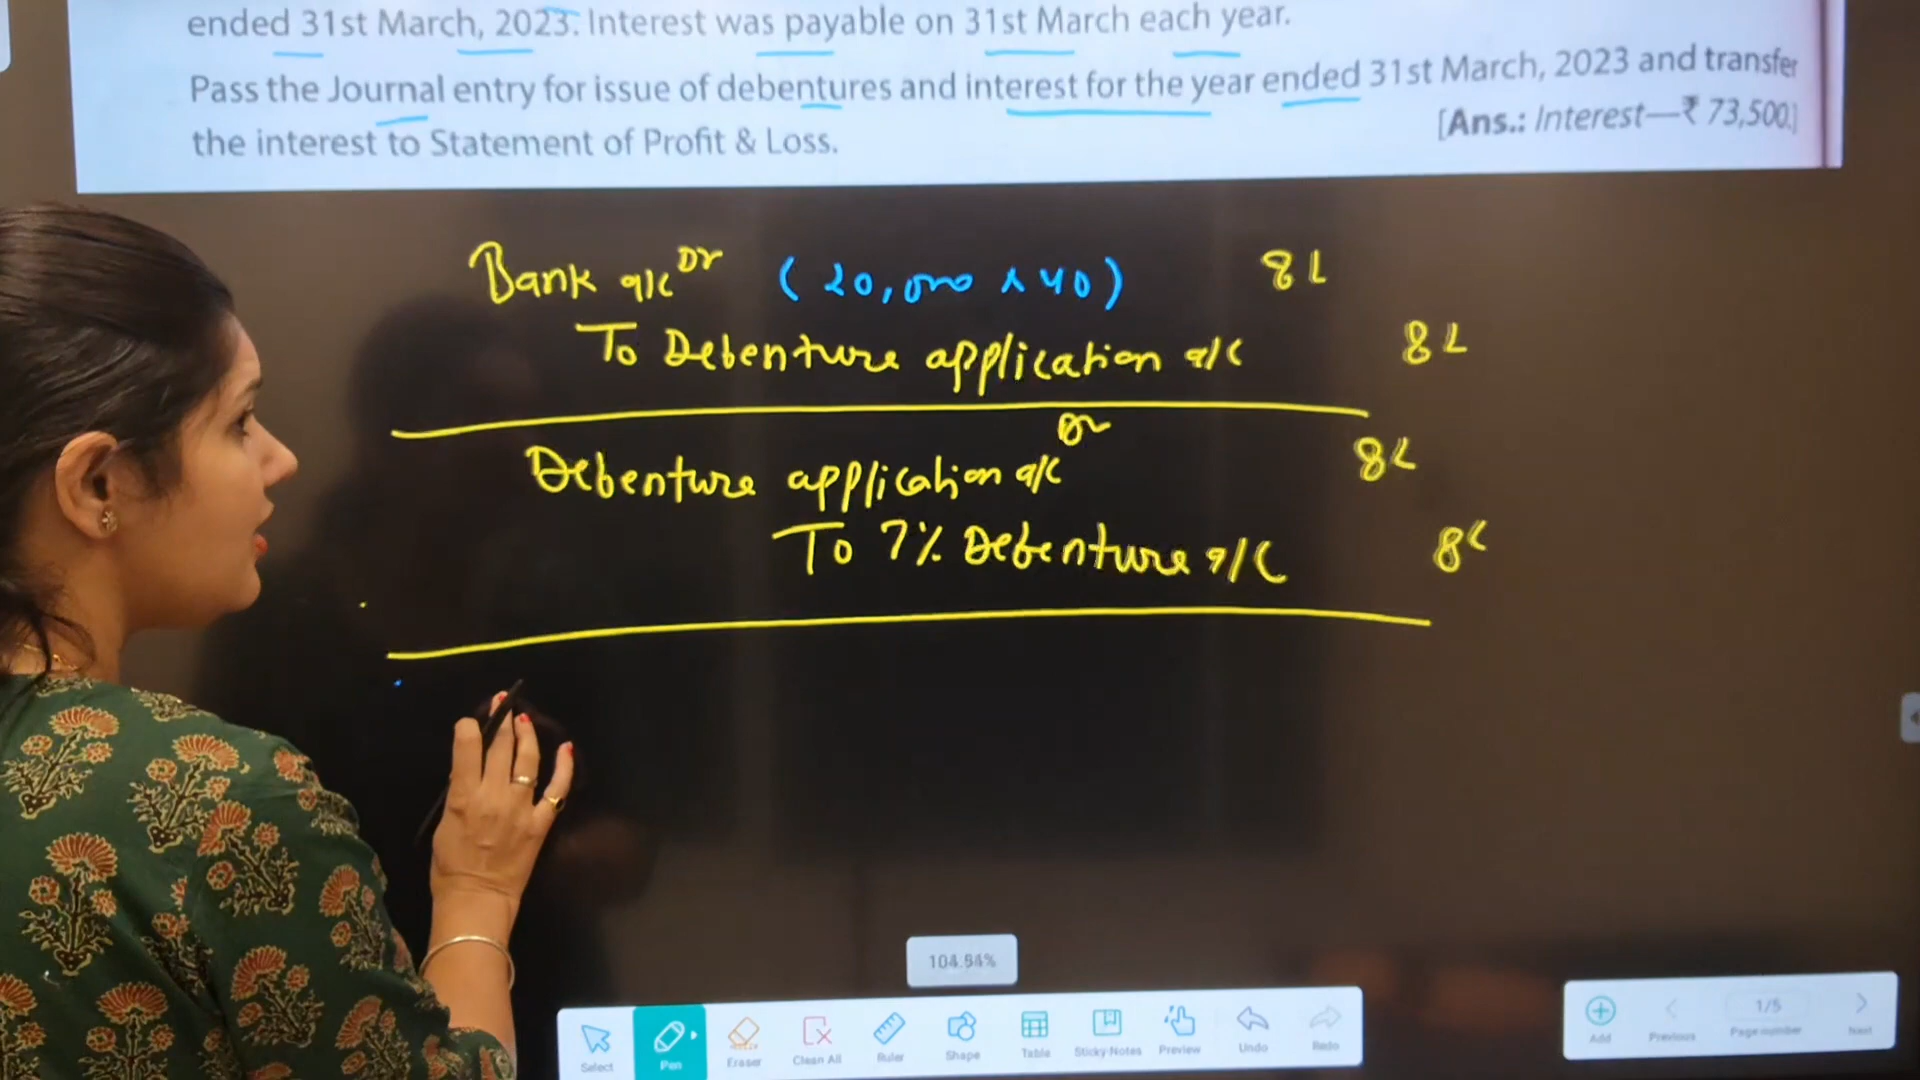 ended 31st March, 2023. Interest was payable on 31st March each year.
Pass the Journal entry for issue of debentures and interest for the year ended 31st March, 2023 and transfer
the interest to Statement of Profit & Loss.
[Ans.: Interest—₹ 73,500.]
Bank a/c Dr (20,000 x 40) 8L
To Debenture application a/c 8L
Debenture application a/c Dr 8L
To 7% Debenture a/c 8L
104.54%
Select
Pen
Eraser
Clean All
Ruler
Shape
Table
Sticky Notes
Preview
Undo
Redo
Add
Previous
1/5
Page number
Next